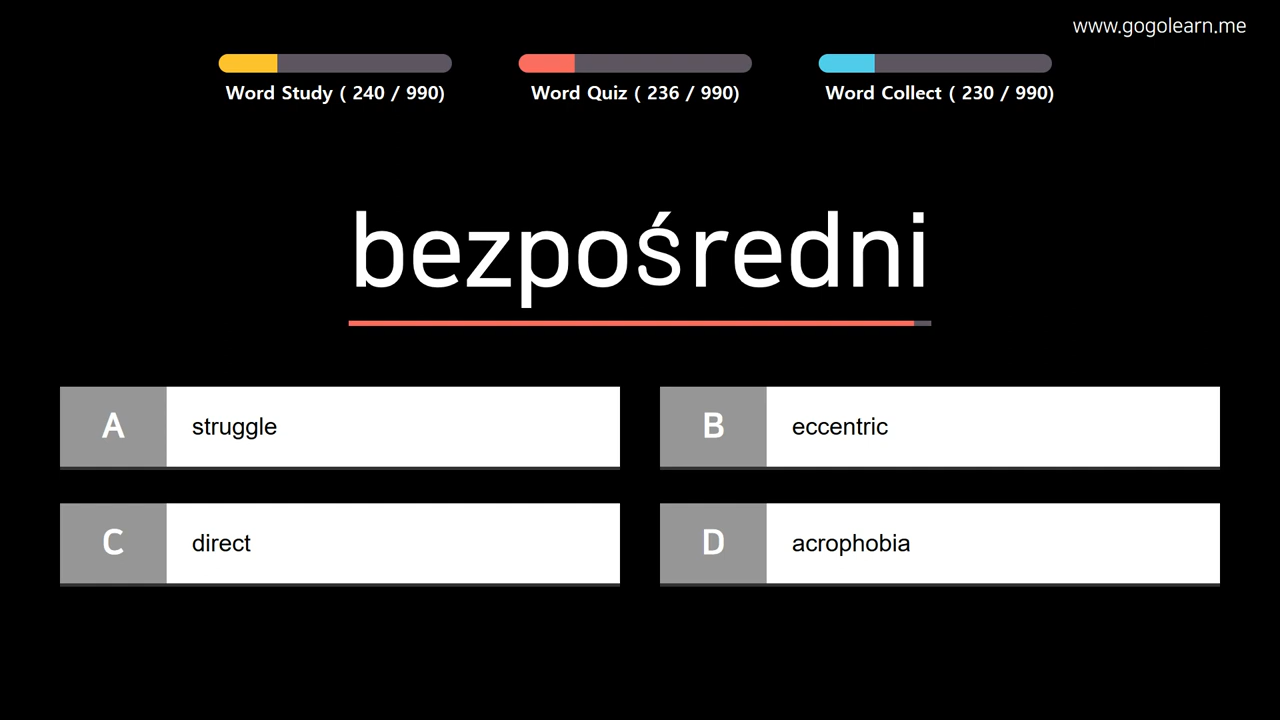 www.gogolearn.me
Word Study ( 240 / 990)
Word Quiz ( 236 / 990)
Word Collect ( 230 / 990)
bezpośredni
A struggle
B eccentric
C direct
D acrophobia